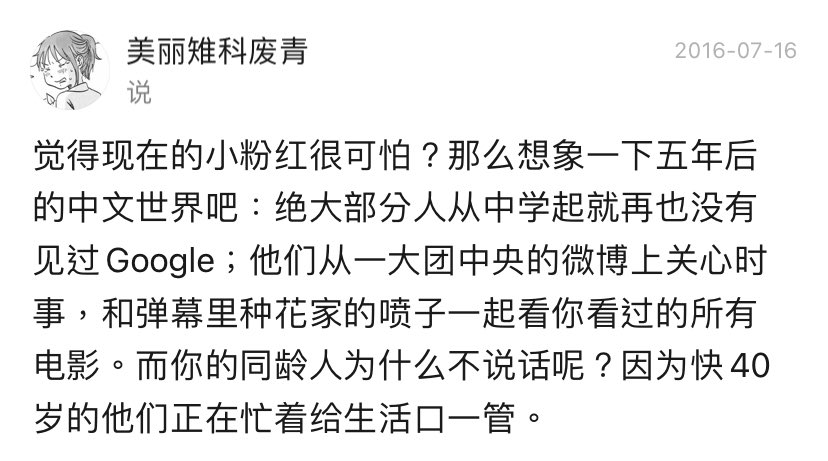 美丽雉科废青
2016-07-16
说
觉得现在的小粉红很可怕？那么想象一下五年后
的中文世界吧：绝大部分人从中学起就再也没有
见过Google；他们从一大团中央的微博上关心时
事，和弹幕里种花家的喷子一起看你看过的所有
电影。而你的同龄人为什么不说话呢？因为快40
岁的他们正在忙着给生活口一管。